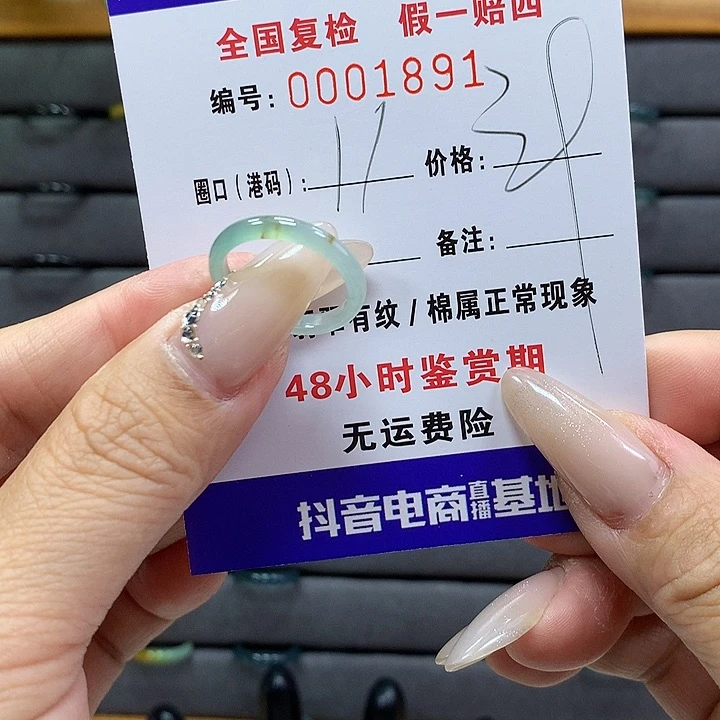 全国复检 假一赔四
编号：0001891
圈口（港码）：11 价格：
备注：
有纹/棉属正常现象
48小时鉴赏期
无运费险
抖音电商直播基地